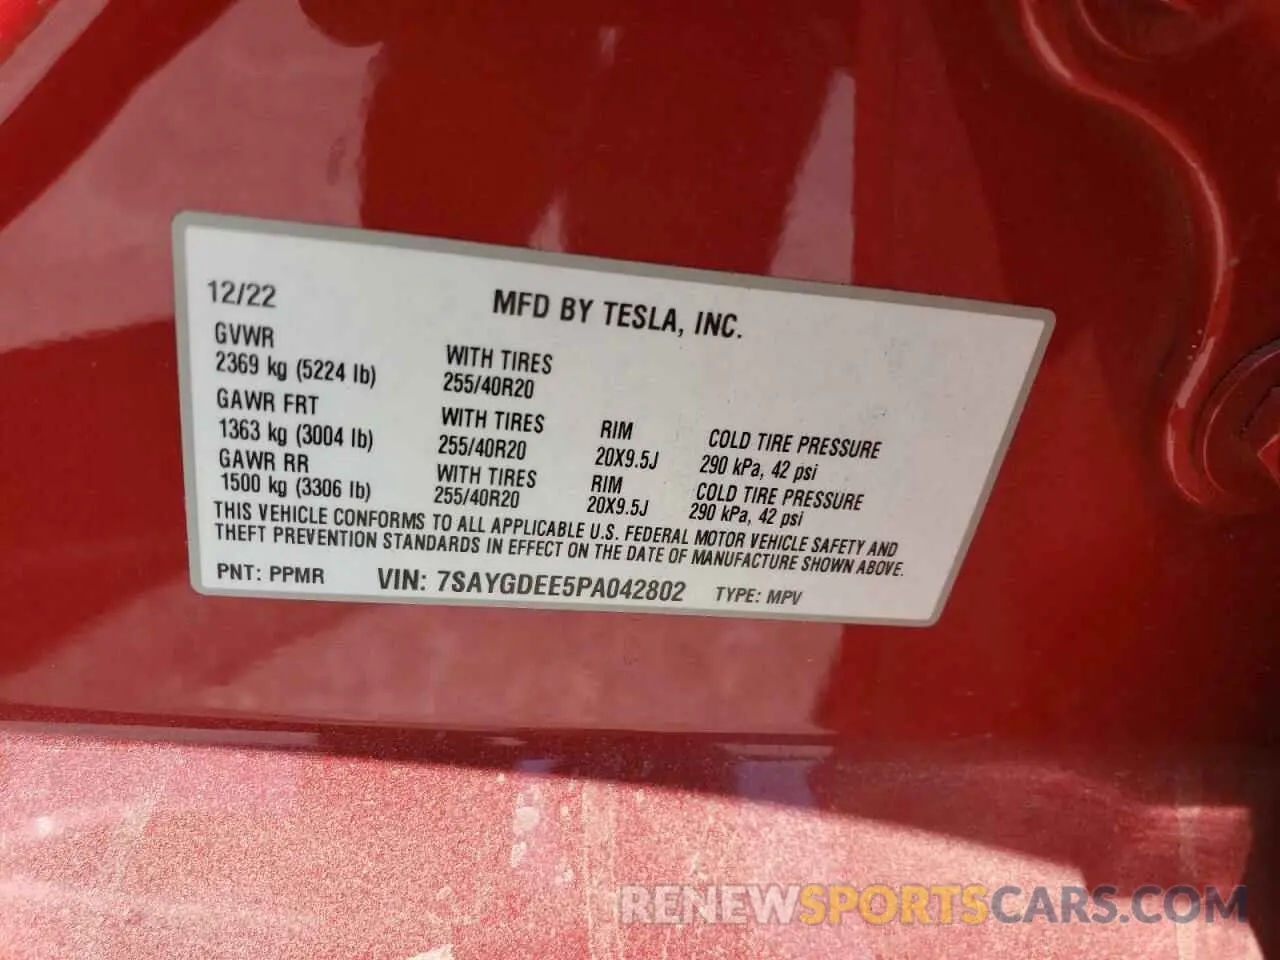 12/22
MFD BY TESLA, INC.
GVWR
2369 kg (5224 lb)
WITH TIRES
255/40R20
GAWR FRT
1363 kg (3004 lb)
WITH TIRES
255/40R20
RIM
20X9.5J
COLD TIRE PRESSURE
290 kPa, 42 psi
GAWR RR
1500 kg (3306 lb)
WITH TIRES
255/40R20
RIM
20X9.5J
COLD TIRE PRESSURE
290 kPa, 42 psi
THIS VEHICLE CONFORMS TO ALL APPLICABLE U.S. FEDERAL MOTOR VEHICLE SAFETY AND
THEFT PREVENTION STANDARDS IN EFFECT ON THE DATE OF MANUFACTURE SHOWN ABOVE.
PNT: PPMR VIN: 7SAYGDEE5PA042802 TYPE: MPV
RENEWSPORTSCARS.COM